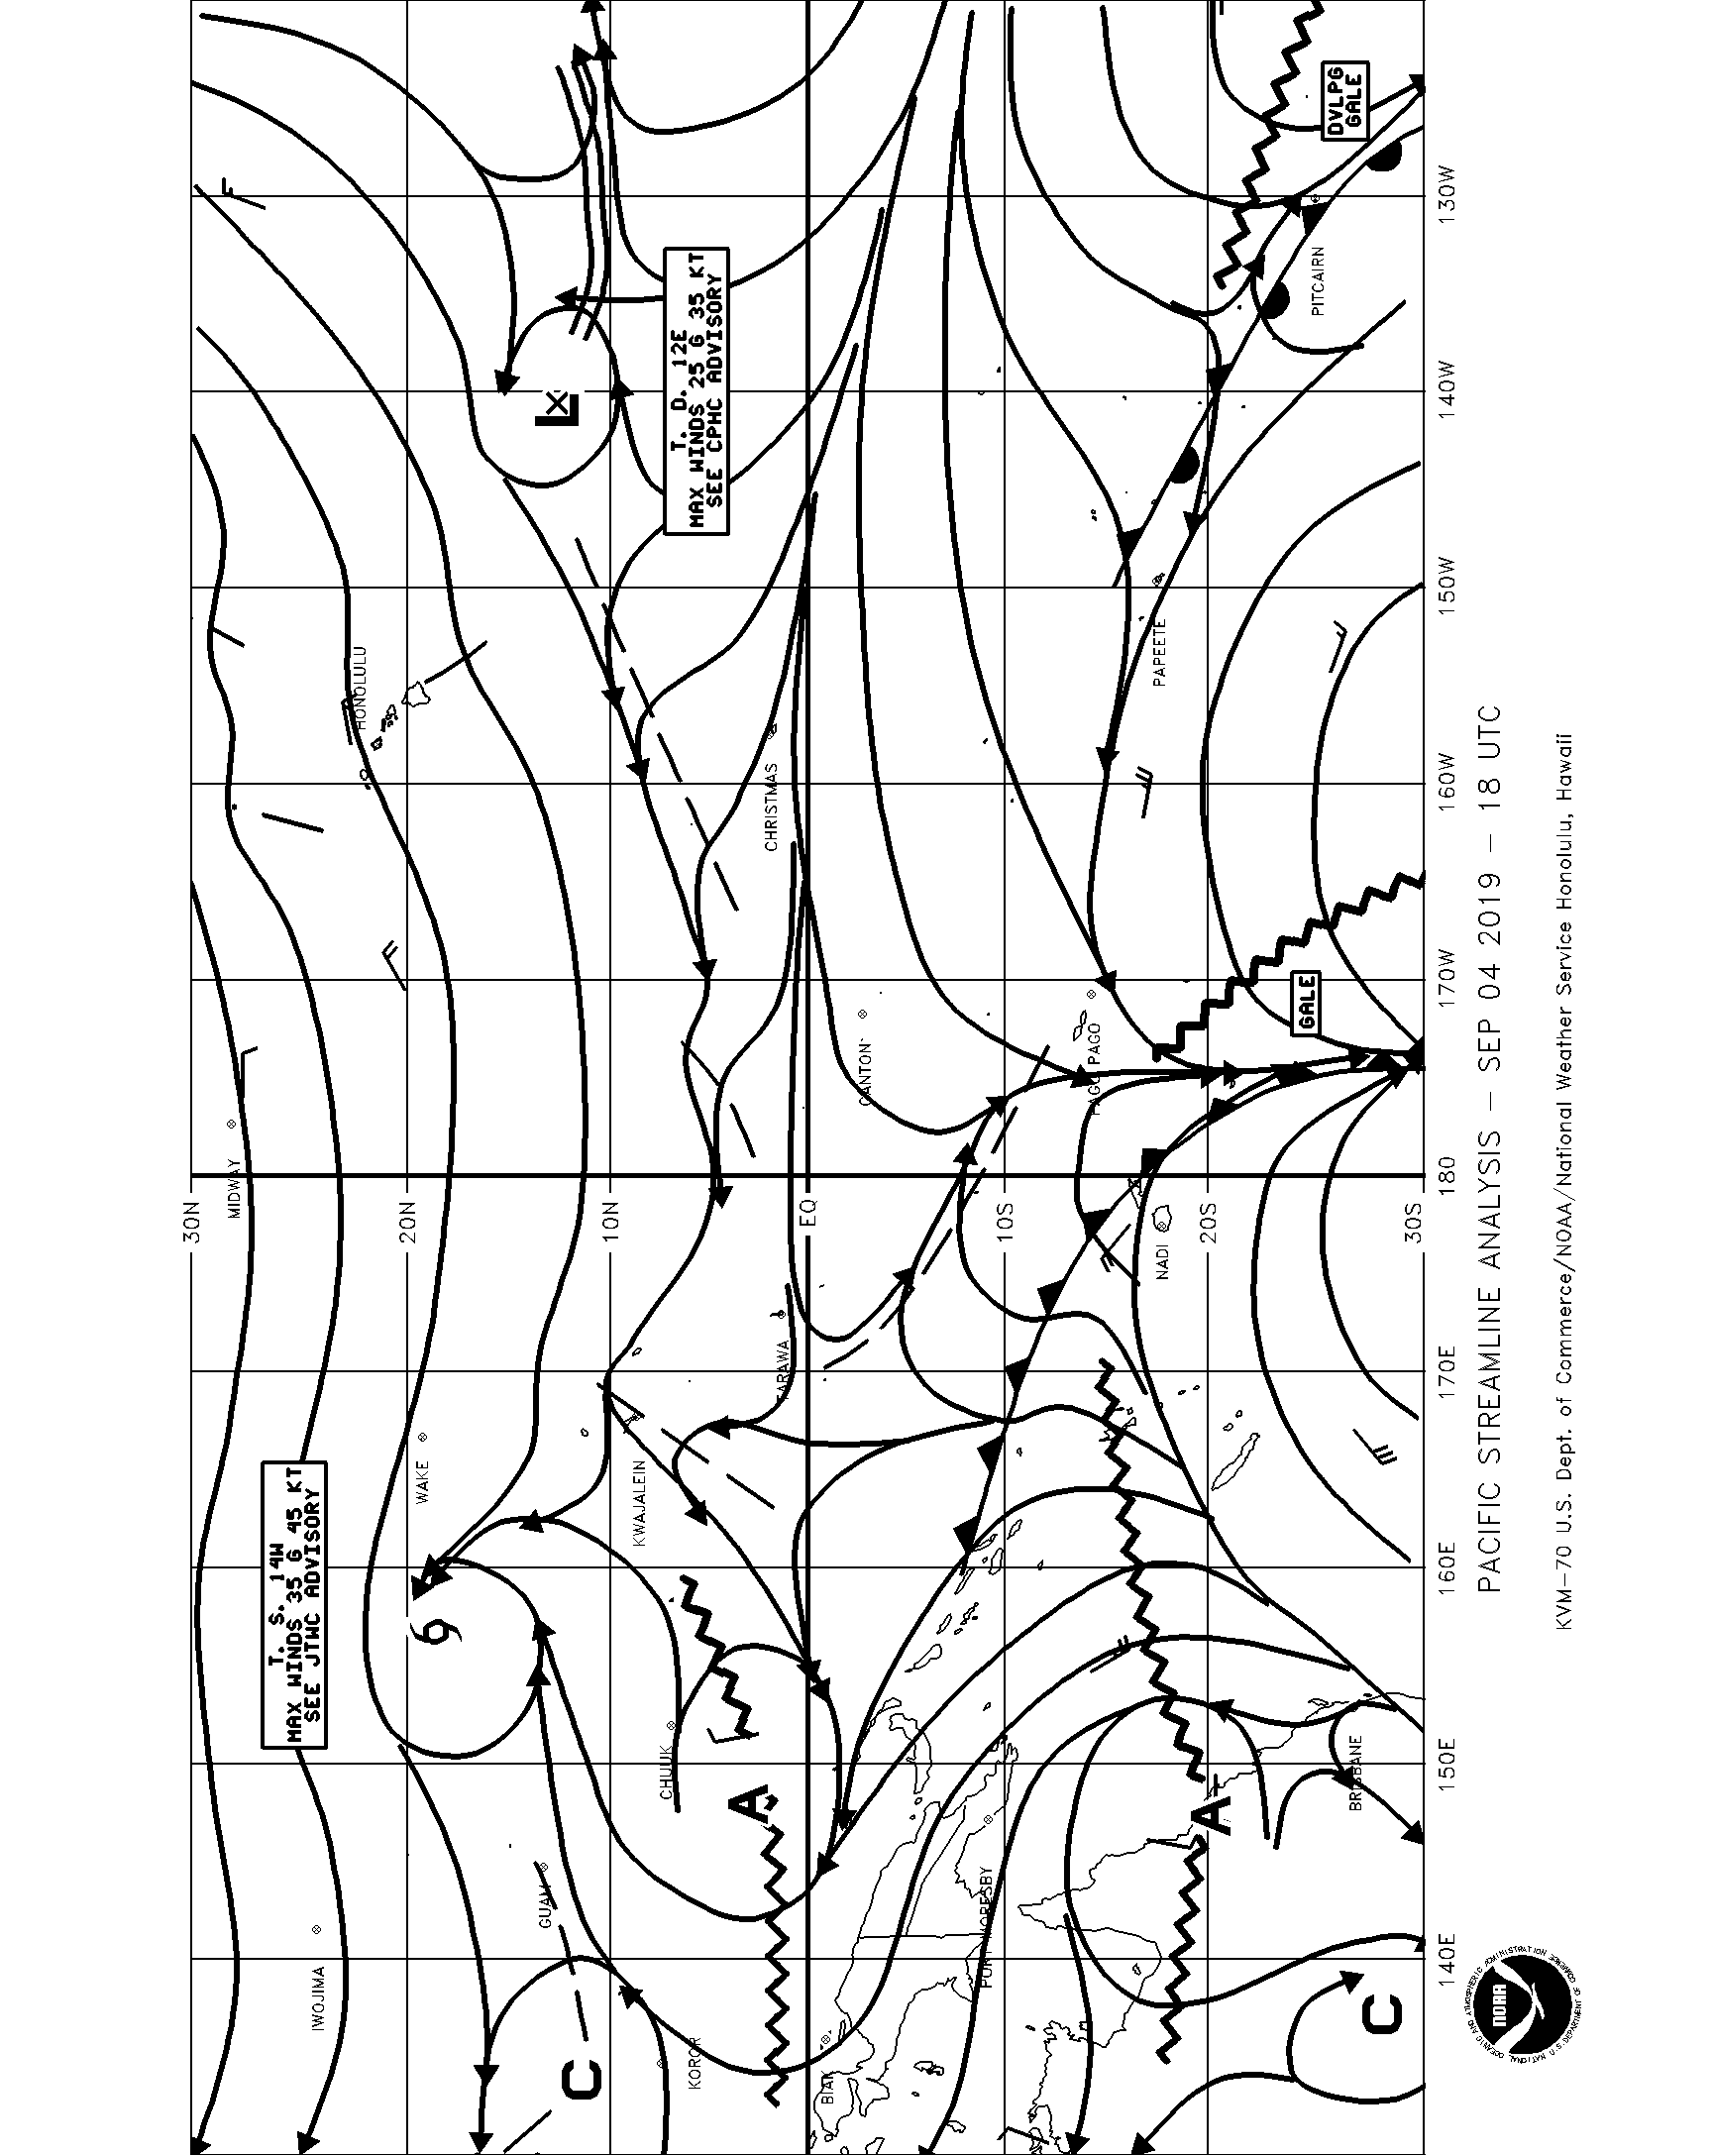 DVLPG
GALE
T. D. 12E
MAX WINDS 25 G 35 KT
SEE CPHC ADVISORY
GALE
T. S. 14W
MAX WINDS 35 G 45 KT
SEE JTWC ADVISORY
L
A
A
C
C
HONOLULU
MIDWAY
WAKE
IWOJIMA
GUAM
CHUUK
KWAJALEIN
KOROR
TARAWA
CHRISTMAS
CANTON
BIAK
PORT MORESBY
PAGO PAGO
PAPEETE
NADI
PITCAIRN
BRISBANE
30N
20N
10N
EQ
10S
20S
30S
140E
150E
160E
170E
180
170W
160W
150W
140W
130W
PACIFIC STREAMLINE ANALYSIS - SEP 04 2019 - 18 UTC
KVM-70 U.S. Dept. of Commerce/NOAA/National Weather Service Honolulu, Hawaii
NOAA
NATIONAL OCEANIC AND ATMOSPHERIC ADMINISTRATION
U.S. DEPARTMENT OF COMMERCE